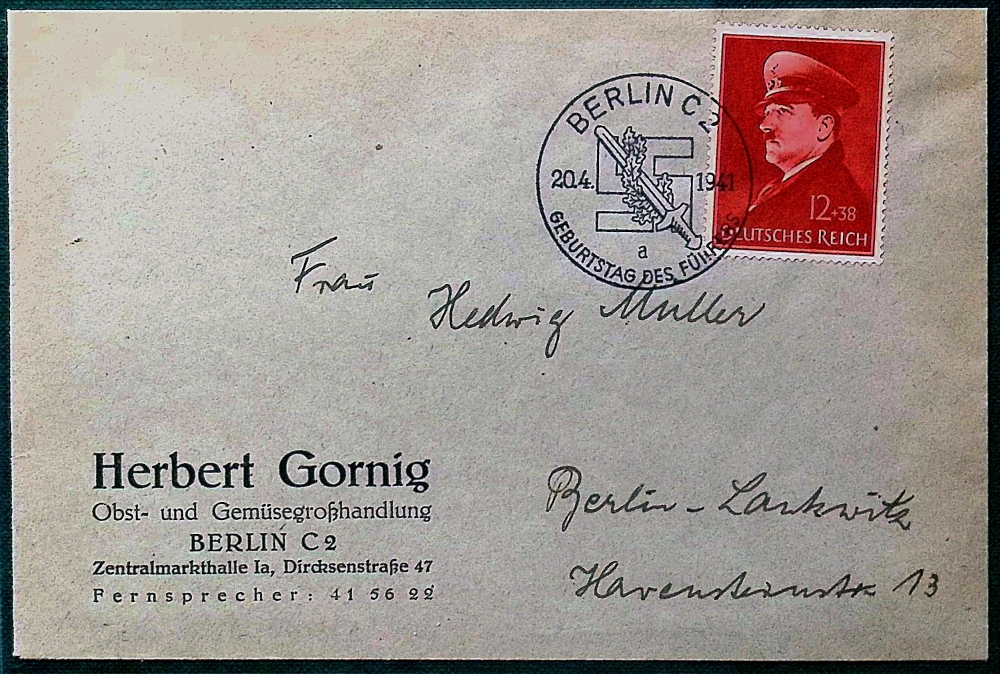 BERLIN C2
20.4. 1941
a
GEBURTSTAG DES FÜHRERS
12+38
DEUTSCHES REICH
Frau
Hedwig Müller
Herbert Gornig
Obst- und Gemüsegroßhandlung
BERLIN C2
Zentralmarkthalle Ia, Dircksenstraße 47
Fernsprecher: 41 56 22
Berlin-Lankwitz
Havensteinstr 13